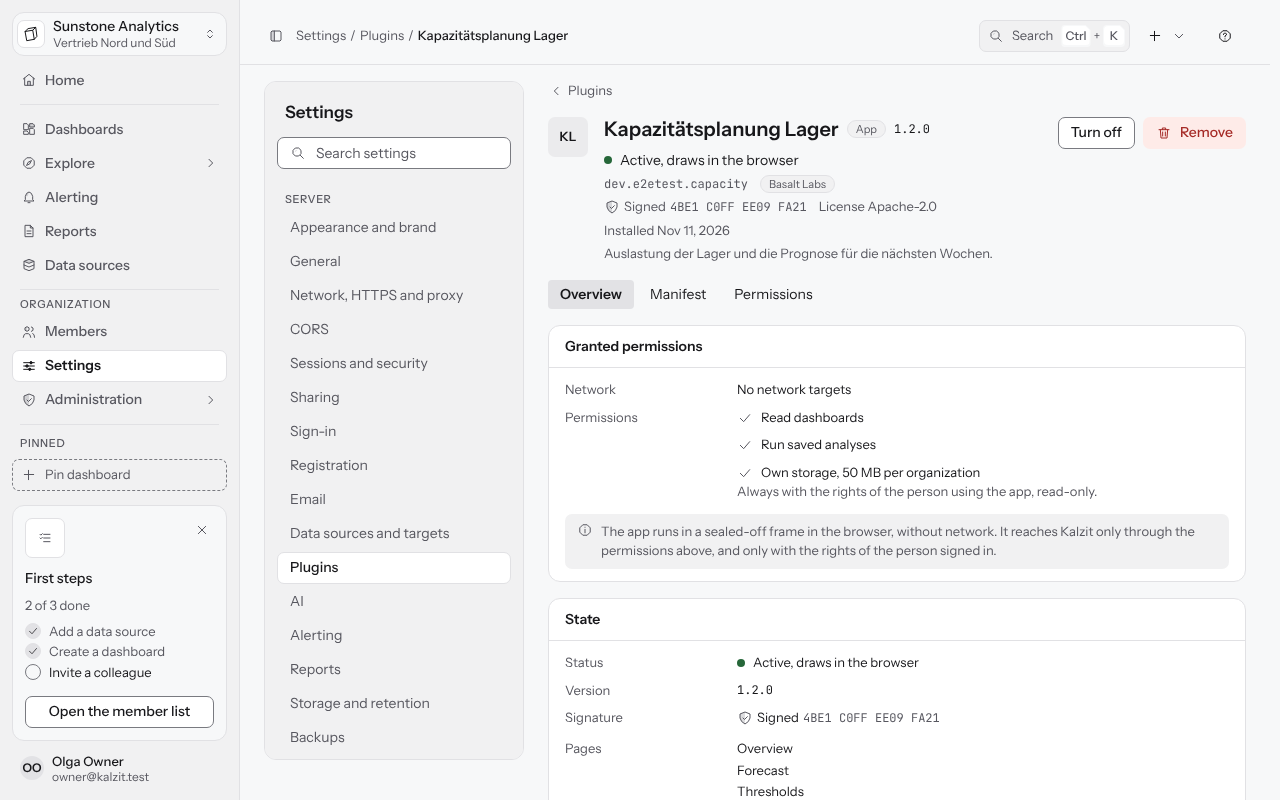 Sunstone Analytics
Vertrieb Nord und Süd
Home
Dashboards
Explore
Alerting
Reports
Data sources
ORGANIZATION
Members
Settings
Administration
PINNED
Pin dashboard
First steps
2 of 3 done
Add a data source
Create a dashboard
Invite a colleague
Open the member list
OO
Olga Owner
owner@kalzit.test
Settings / Plugins / Kapazitätsplanung Lager
Search Ctrl + K
Settings
Search settings
SERVER
Appearance and brand
General
Network, HTTPS and proxy
CORS
Sessions and security
Sharing
Sign-in
Registration
Email
Data sources and targets
Plugins
AI
Alerting
Reports
Storage and retention
Backups
Plugins
KL
Kapazitätsplanung Lager App 1.2.0
Turn off
Remove
Active, draws in the browser
dev.e2etest.capacity Basalt Labs
Signed 4BE1 C0FF EE09 FA21 License Apache-2.0
Installed Nov 11, 2026
Auslastung der Lager und die Prognose für die nächsten Wochen.
Overview Manifest Permissions
Granted permissions
Network No network targets
Permissions Read dashboards
Run saved analyses
Own storage, 50 MB per organization
Always with the rights of the person using the app, read-only.
The app runs in a sealed-off frame in the browser, without network. It reaches Kalzit only through the
permissions above, and only with the rights of the person signed in.
State
Status Active, draws in the browser
Version 1.2.0
Signature Signed 4BE1 C0FF EE09 FA21
Pages Overview
Forecast
Thresholds